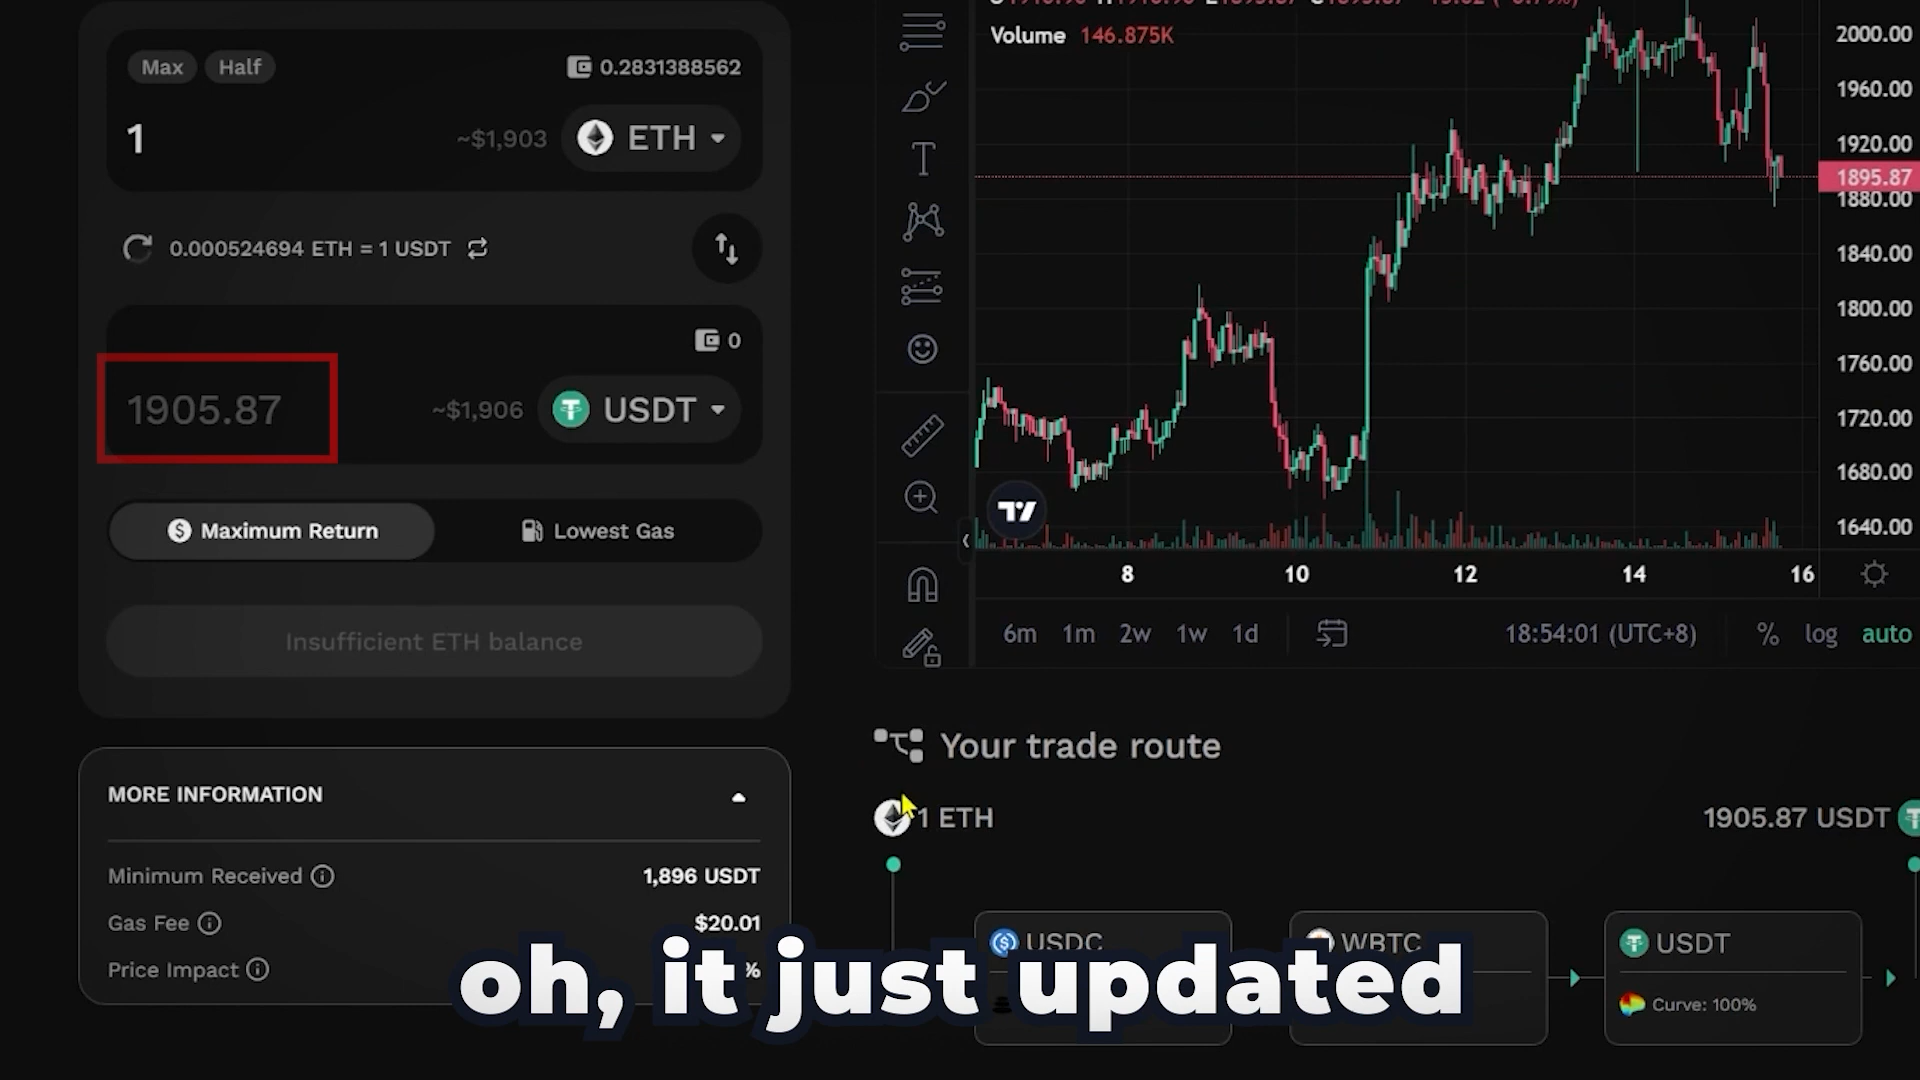 Max Half 0.2831388562
1 ~$1,903 ETH
0.000524694 ETH = 1 USDT
0
1905.87 ~$1,906 USDT
Maximum Return Lowest Gas
Insufficient ETH balance
MORE INFORMATION
Minimum Received 1,896 USDT
Gas Fee $20.01
Price Impact %
Volume 146.875K
2000.00
1960.00
1920.00
1895.87
1880.00
1840.00
1800.00
1760.00
1720.00
1680.00
1640.00
8 10 12 14 16
6m 1m 2w 1w 1d 18:54:01 (UTC+8) % log auto
Your trade route
1 ETH 1905.87 USDT
USDC WBTC USDT
Curve: 100%
oh, it just updated